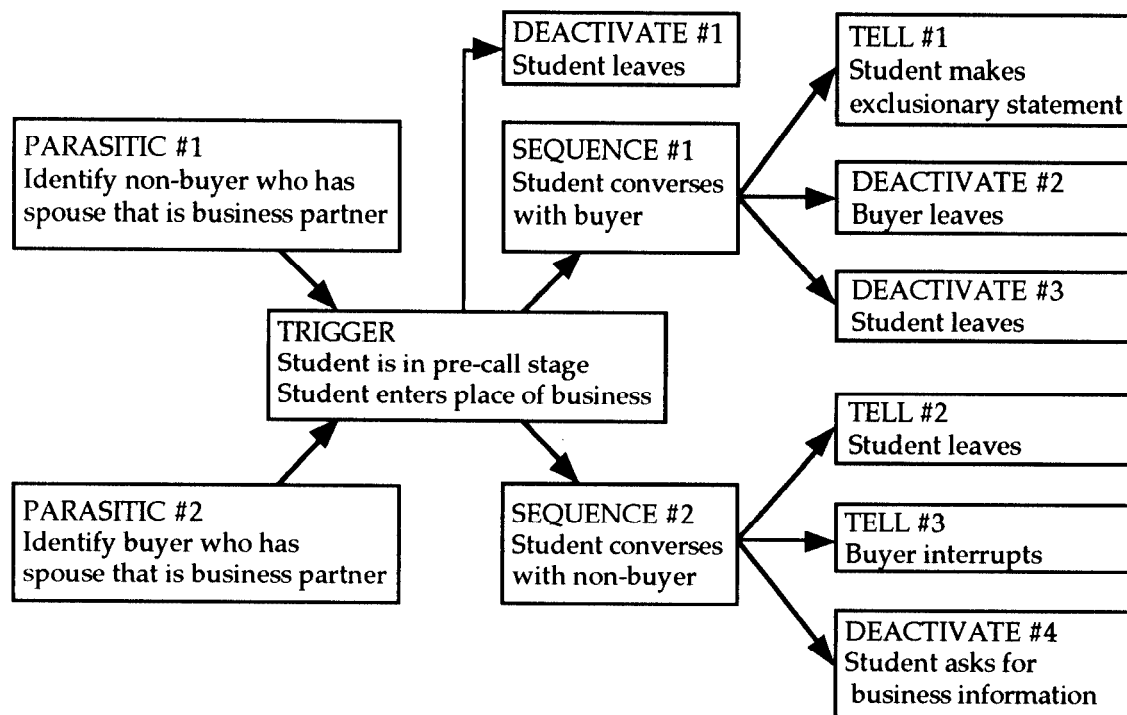 PARASITIC #1
Identify non-buyer who has
spouse that is business partner
PARASITIC #2
Identify buyer who has
spouse that is business partner
TRIGGER
Student is in pre-call stage
Student enters place of business
DEACTIVATE #1
Student leaves
SEQUENCE #1
Student converses
with buyer
SEQUENCE #2
Student converses
with non-buyer
TELL #1
Student makes
exclusionary statement
DEACTIVATE #2
Buyer leaves
DEACTIVATE #3
Student leaves
TELL #2
Student leaves
TELL #3
Buyer interrupts
DEACTIVATE #4
Student asks for
business information